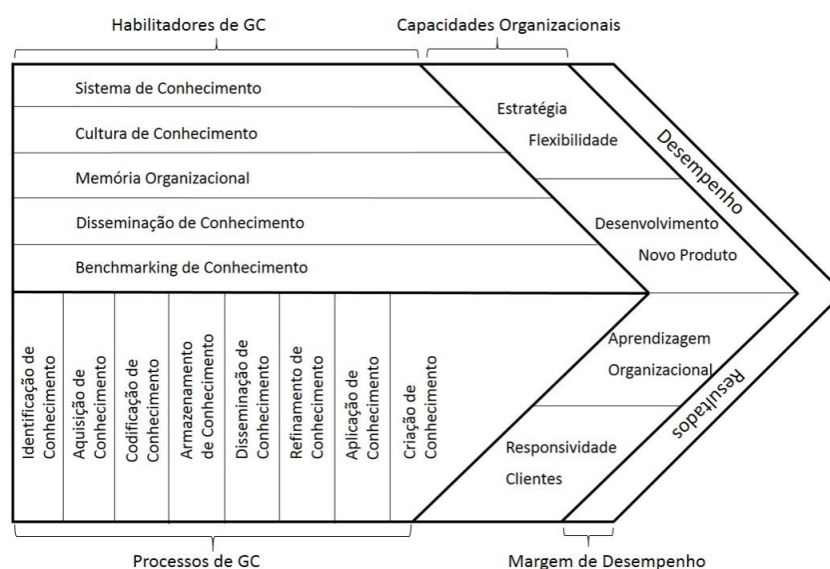 Habilitadores de GC
Capacidades Organizacionais
Sistema de Conhecimento
Cultura de Conhecimento
Memória Organizacional
Disseminação de Conhecimento
Benchmarking de Conhecimento
Estratégia
Flexibilidade
Desenvolvimento
Novo Produto
Desempenho
Identificação de
Conhecimento
Aquisição de
Conhecimento
Codificação de
Conhecimento
Armazenamento
de Conhecimento
Disseminação de
Conhecimento
Refinamento de
Conhecimento
Aplicação de
Conhecimento
Criação de
Conhecimento
Aprendizagem
Organizacional
Responsividade
Clientes
Resultados
Processos de GC
Margem de Desempenho